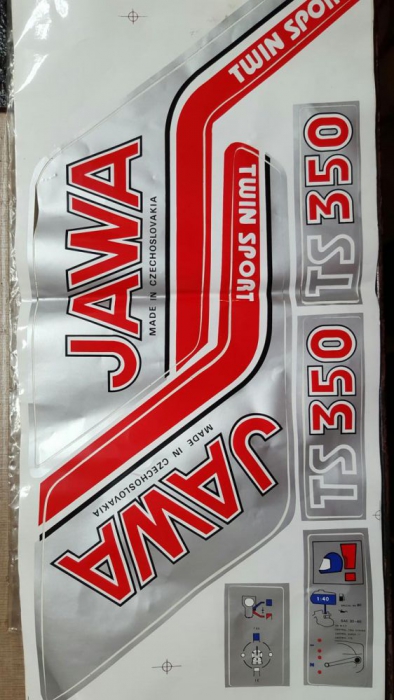 TWIN SPORT
JAWA
MADE IN CZECHOSLOVAKIA
TWIN SPORT
TS 350
JAWA
MADE IN CZECHOSLOVAKIA
TS 350
1:40